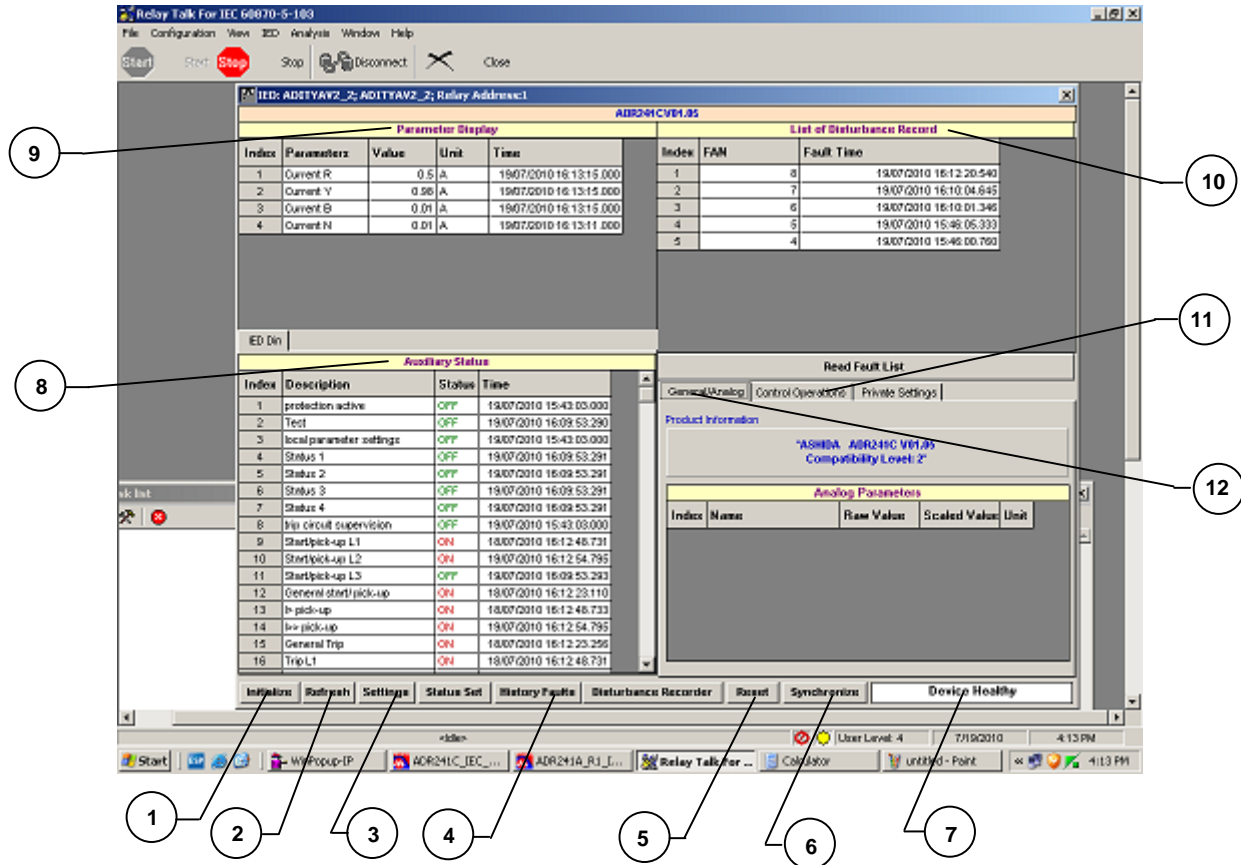 Relay Talk For IEC 60870-5-103
File Configuration View IED Analysis Window Help
Start Start Stop Stop Disconnect Close
IED: ADITYAV2_2; ADITYAV2_2; Relay Address:1
ADR241CV01.05
Parameter Display
Index Parameters Value Unit Time
1 Current R 0.5 A 19/07/2010 16:13:15.000
2 Current Y 0.98 A 19/07/2010 16:13:15.000
3 Current B 0.01 A 19/07/2010 16:13:15.000
4 Current N 0.01 A 19/07/2010 16:13:11.000
List of Disturbance Record
Index FAN Fault Time
1 8 19/07/2010 16:12:20.540
2 7 19/07/2010 16:10:04.645
3 6 19/07/2010 16:10:01.346
4 5 19/07/2010 15:46:05.333
5 4 19/07/2010 15:46:00.760
9
10
11
IED Din
8
Auxiliary Status
Index Description Status Time
1 protection active OFF 19/07/2010 15:43:03.000
2 Test OFF 19/07/2010 16:09:53.290
3 local parameter settings OFF 19/07/2010 15:43:03.000
4 Status 1 OFF 19/07/2010 16:09:53.291
5 Status 2 OFF 19/07/2010 16:09:53.291
6 Status 3 OFF 19/07/2010 16:09:53.291
7 Status 4 OFF 19/07/2010 16:09:53.291
8 trip circuit supervision OFF 19/07/2010 15:43:03.000
9 Start/pick-up L1 ON 18/07/2010 16:12:48.731
10 Start/pick-up L2 ON 19/07/2010 16:12:54.795
11 Start/pick-up L3 OFF 19/07/2010 16:09:53.293
12 General start/pick-up ON 18/07/2010 16:12:23.110
13 I> pick-up ON 18/07/2010 16:12:48.733
14 I>> pick-up ON 19/07/2010 16:12:54.795
15 General Trip ON 18/07/2010 16:12:23.256
16 Trip L1 ON 18/07/2010 16:12:48.731
Read Fault List
General/Analog Control Operations Private Settings
Product Information
"ASHIDA ADR241C V01.05
Compatibility Level: 2"
12
Analog Parameters
Index Name Raw Value Scaled Value Unit
sk list
Initialize Refresh Settings Status Set History Faults Disturbance Recorder Reset Synchronize Device Healthy
<Idle> User Level: 4 7/19/2010 4:13 PM
Start WinPopup-IP ADR241C_IEC_... ADR241A_R1_I... Relay Talk For ... Calculator untitled - Paint « 4:13 PM
1
2
3
4
5
6
7